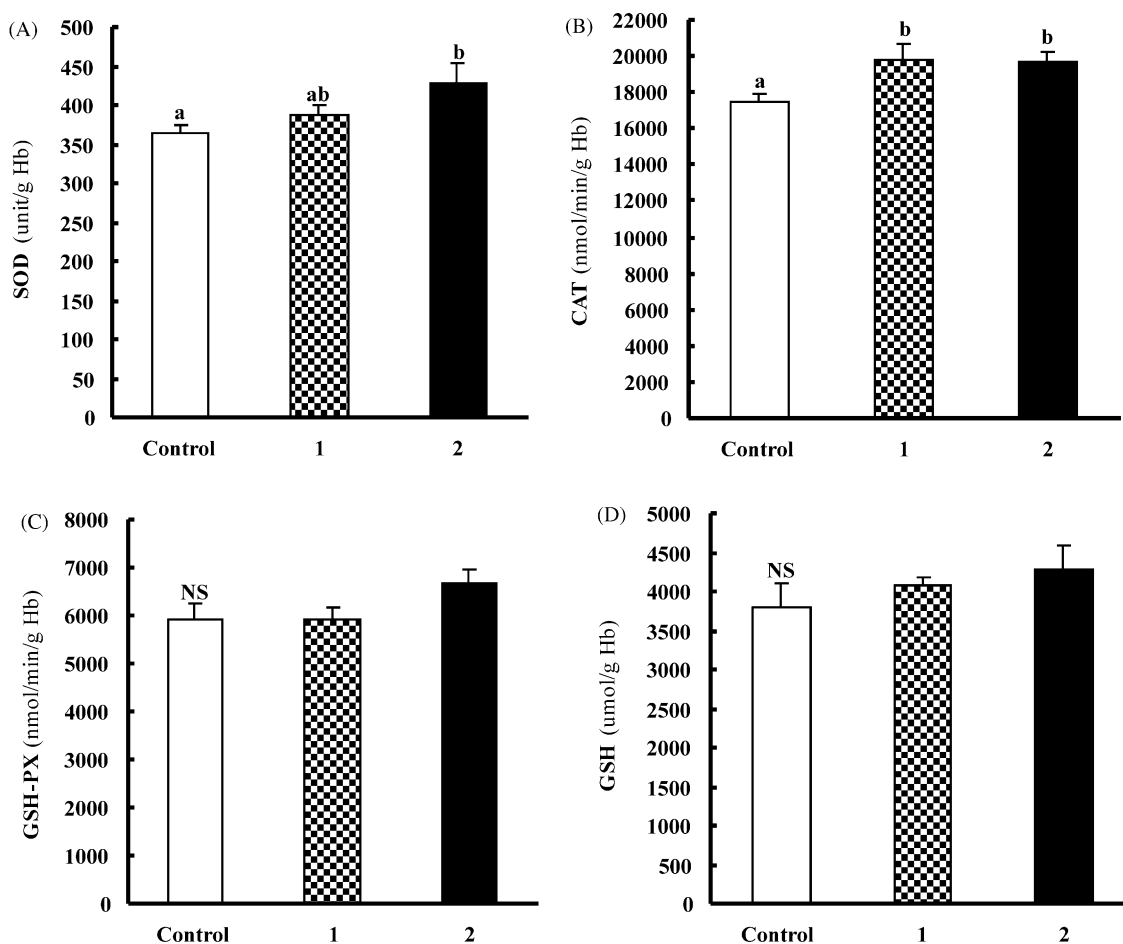 (A)
SOD (unit/g Hb)
500
450
400
350
300
250
200
150
100
50
0
a
ab
b
Control 1 2
(B)
CAT (nmol/min/g Hb)
22000
20000
18000
16000
14000
12000
10000
8000
6000
4000
2000
0
a
b
b
Control 1 2
(C)
GSH-PX (nmol/min/g Hb)
8000
7000
6000
5000
4000
3000
2000
1000
0
NS
Control 1 2
(D)
GSH (umol/g Hb)
5000
4500
4000
3500
3000
2500
2000
1500
1000
500
0
NS
Control 1 2